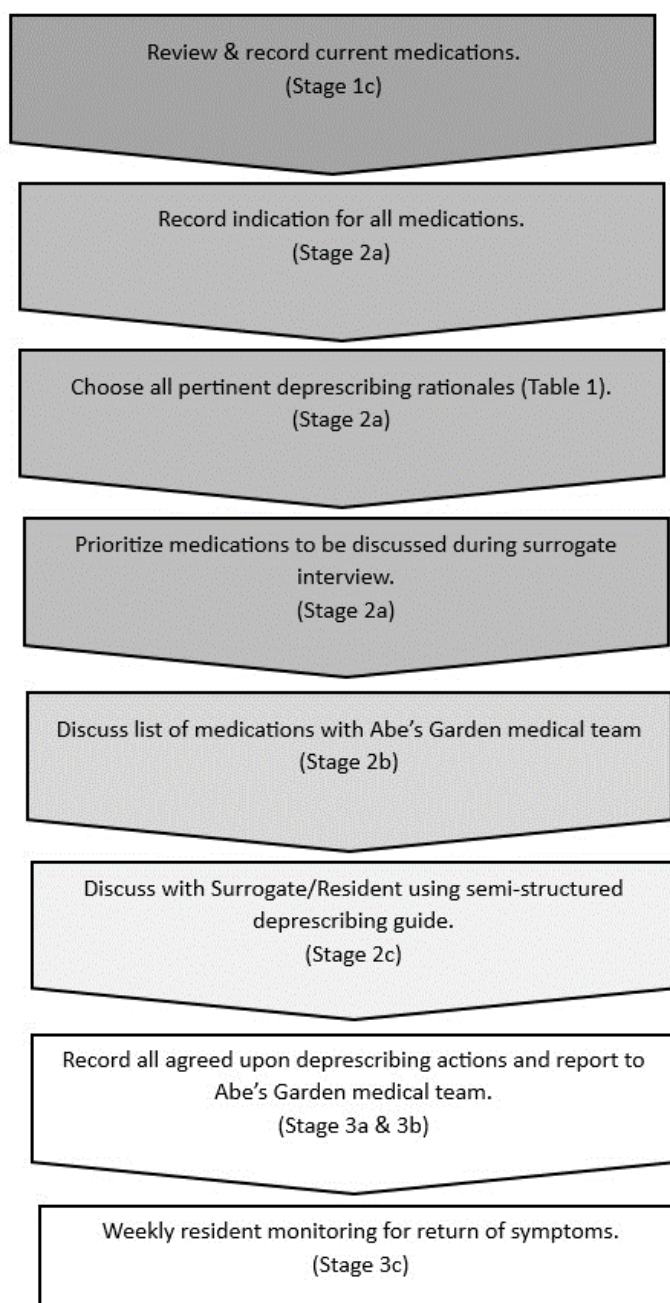 Review & record current medications.
(Stage 1c)
Record indication for all medications.
(Stage 2a)
Choose all pertinent deprescribing rationales (Table 1).
(Stage 2a)
Prioritize medications to be discussed during surrogate
interview.
(Stage 2a)
Discuss list of medications with Abe's Garden medical team
(Stage 2b)
Discuss with Surrogate/Resident using semi-structured
deprescribing guide.
(Stage 2c)
Record all agreed upon deprescribing actions and report to
Abe's Garden medical team.
(Stage 3a & 3b)
Weekly resident monitoring for return of symptoms.
(Stage 3c)